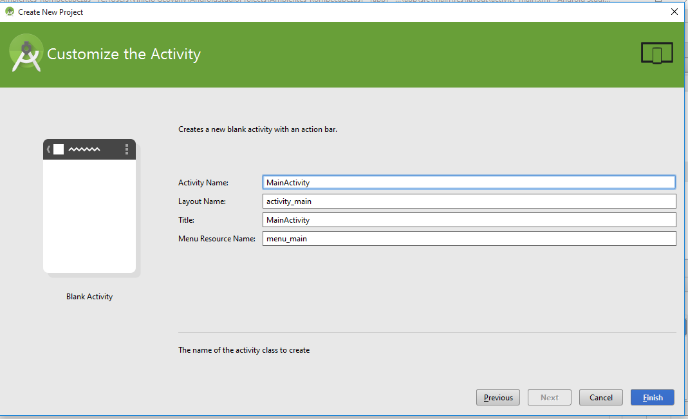 Create New Project
Customize the Activity
Creates a new blank activity with an action bar.
Activity Name: MainActivity
Layout Name: activity_main
Title: MainActivity
Menu Resource Name: menu_main
Blank Activity
The name of the activity class to create
Previous Next Cancel Finish